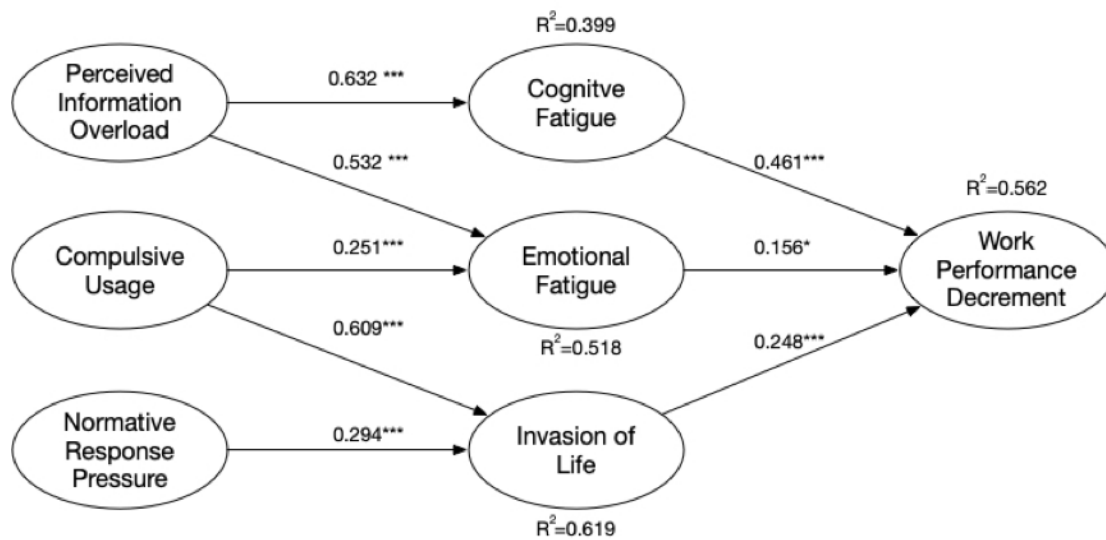 R²=0.399
Perceived
Information
Overload
0.632 ***
Cognitve
Fatigue
0.532 ***
0.461***
R²=0.562
Compulsive
Usage
0.251***
Emotional
Fatigue
0.156*
Work
Performance
Decrement
R²=0.518
0.609***
0.248***
Normative
Response
Pressure
0.294***
Invasion of
Life
R²=0.619